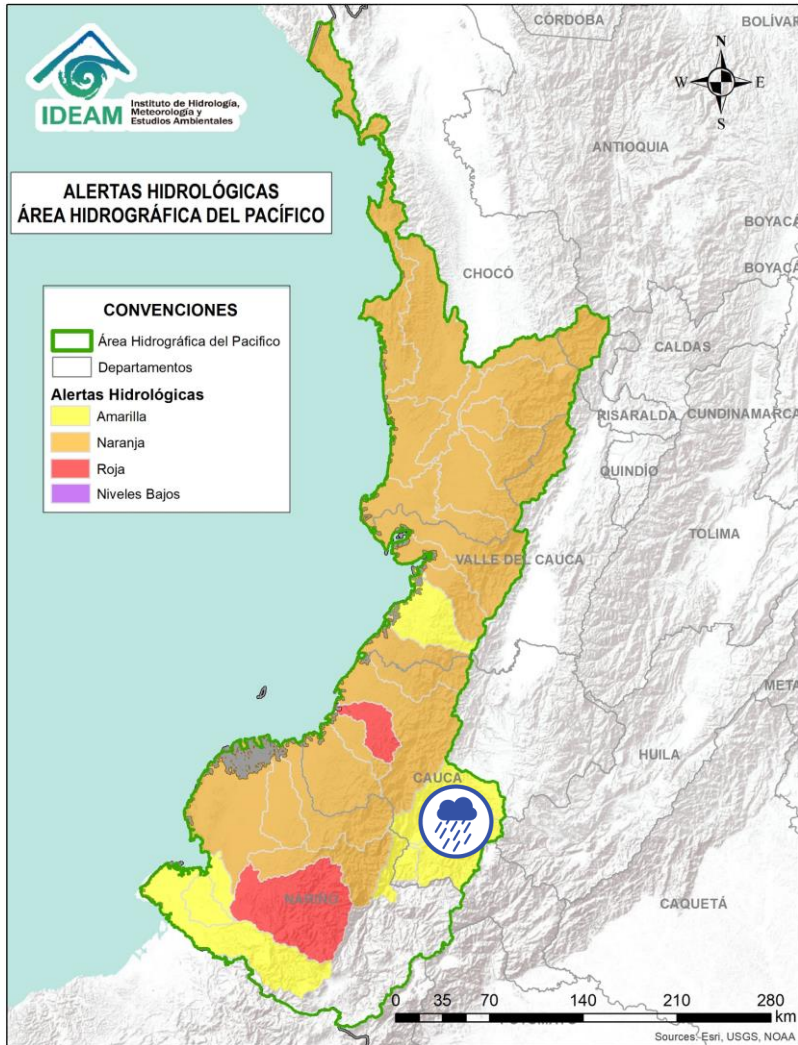 CÓRDOBA
BOLÍVAR
IDEAM
Instituto de Hidrología,
Meteorología y
Estudios Ambientales
N
W
E
S
ANTIOQUIA
ALERTAS HIDROLÓGICAS
ÁREA HIDROGRÁFICA DEL PACÍFICO
BOYACÁ
BOYACÁ
CHOCÓ
CONVENCIONES
Área Hidrográfica del Pacifico
Departamentos
Alertas Hidrológicas
Amarilla
Naranja
Roja
Niveles Bajos
CALDAS
RISARALDA
CUNDINAMARCA
QUINDÍO
TOLIMA
VALLE DEL CAUCA
META
HUILA
CAUCA
NARIÑO
CAQUETÁ
0 35 70 140 210 280
km
Sources: Esri, USGS, NOAA